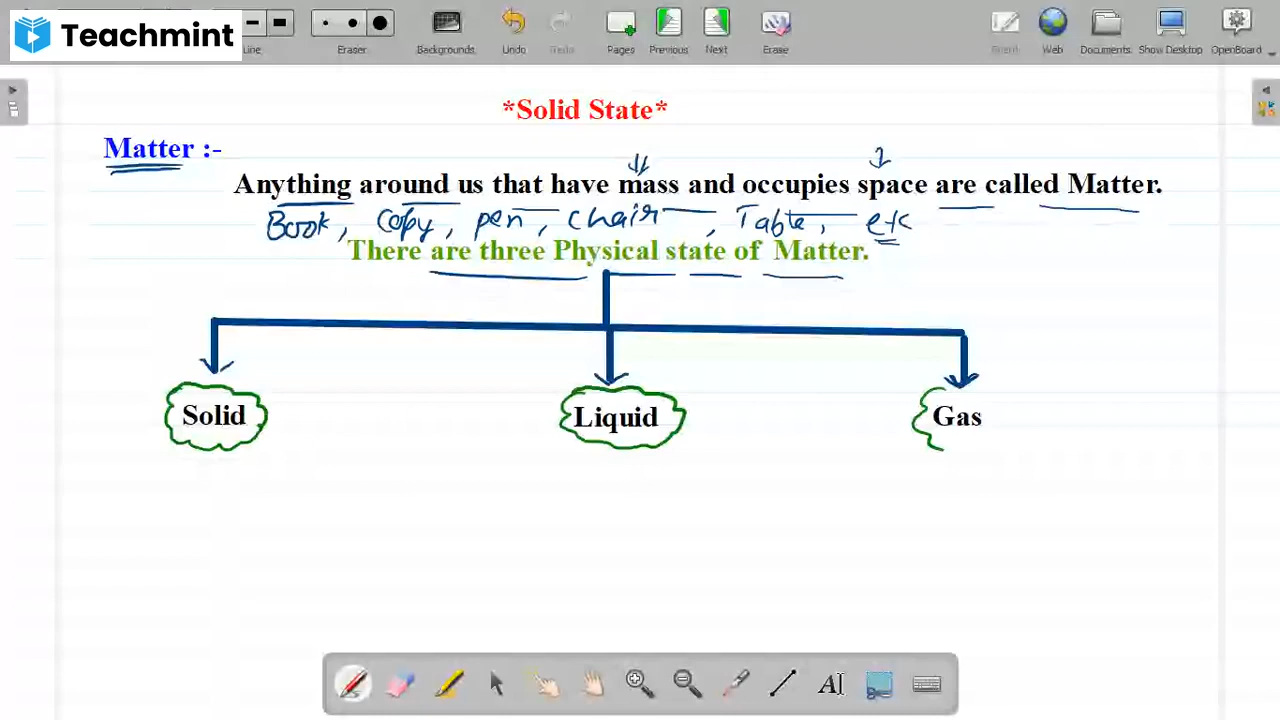 Teachmint
Line
Eraser
Backgrounds
Undo
Redo
Pages
Previous
Next
Erase
Web
Documents
Show Desktop
OpenBoard
*Solid State*
Matter :-
Anything around us that have mass and occupies space are called Matter.
Book, Copy, pen, chair, Table, etc
There are three Physical state of Matter.
Solid Liquid Gas
AI